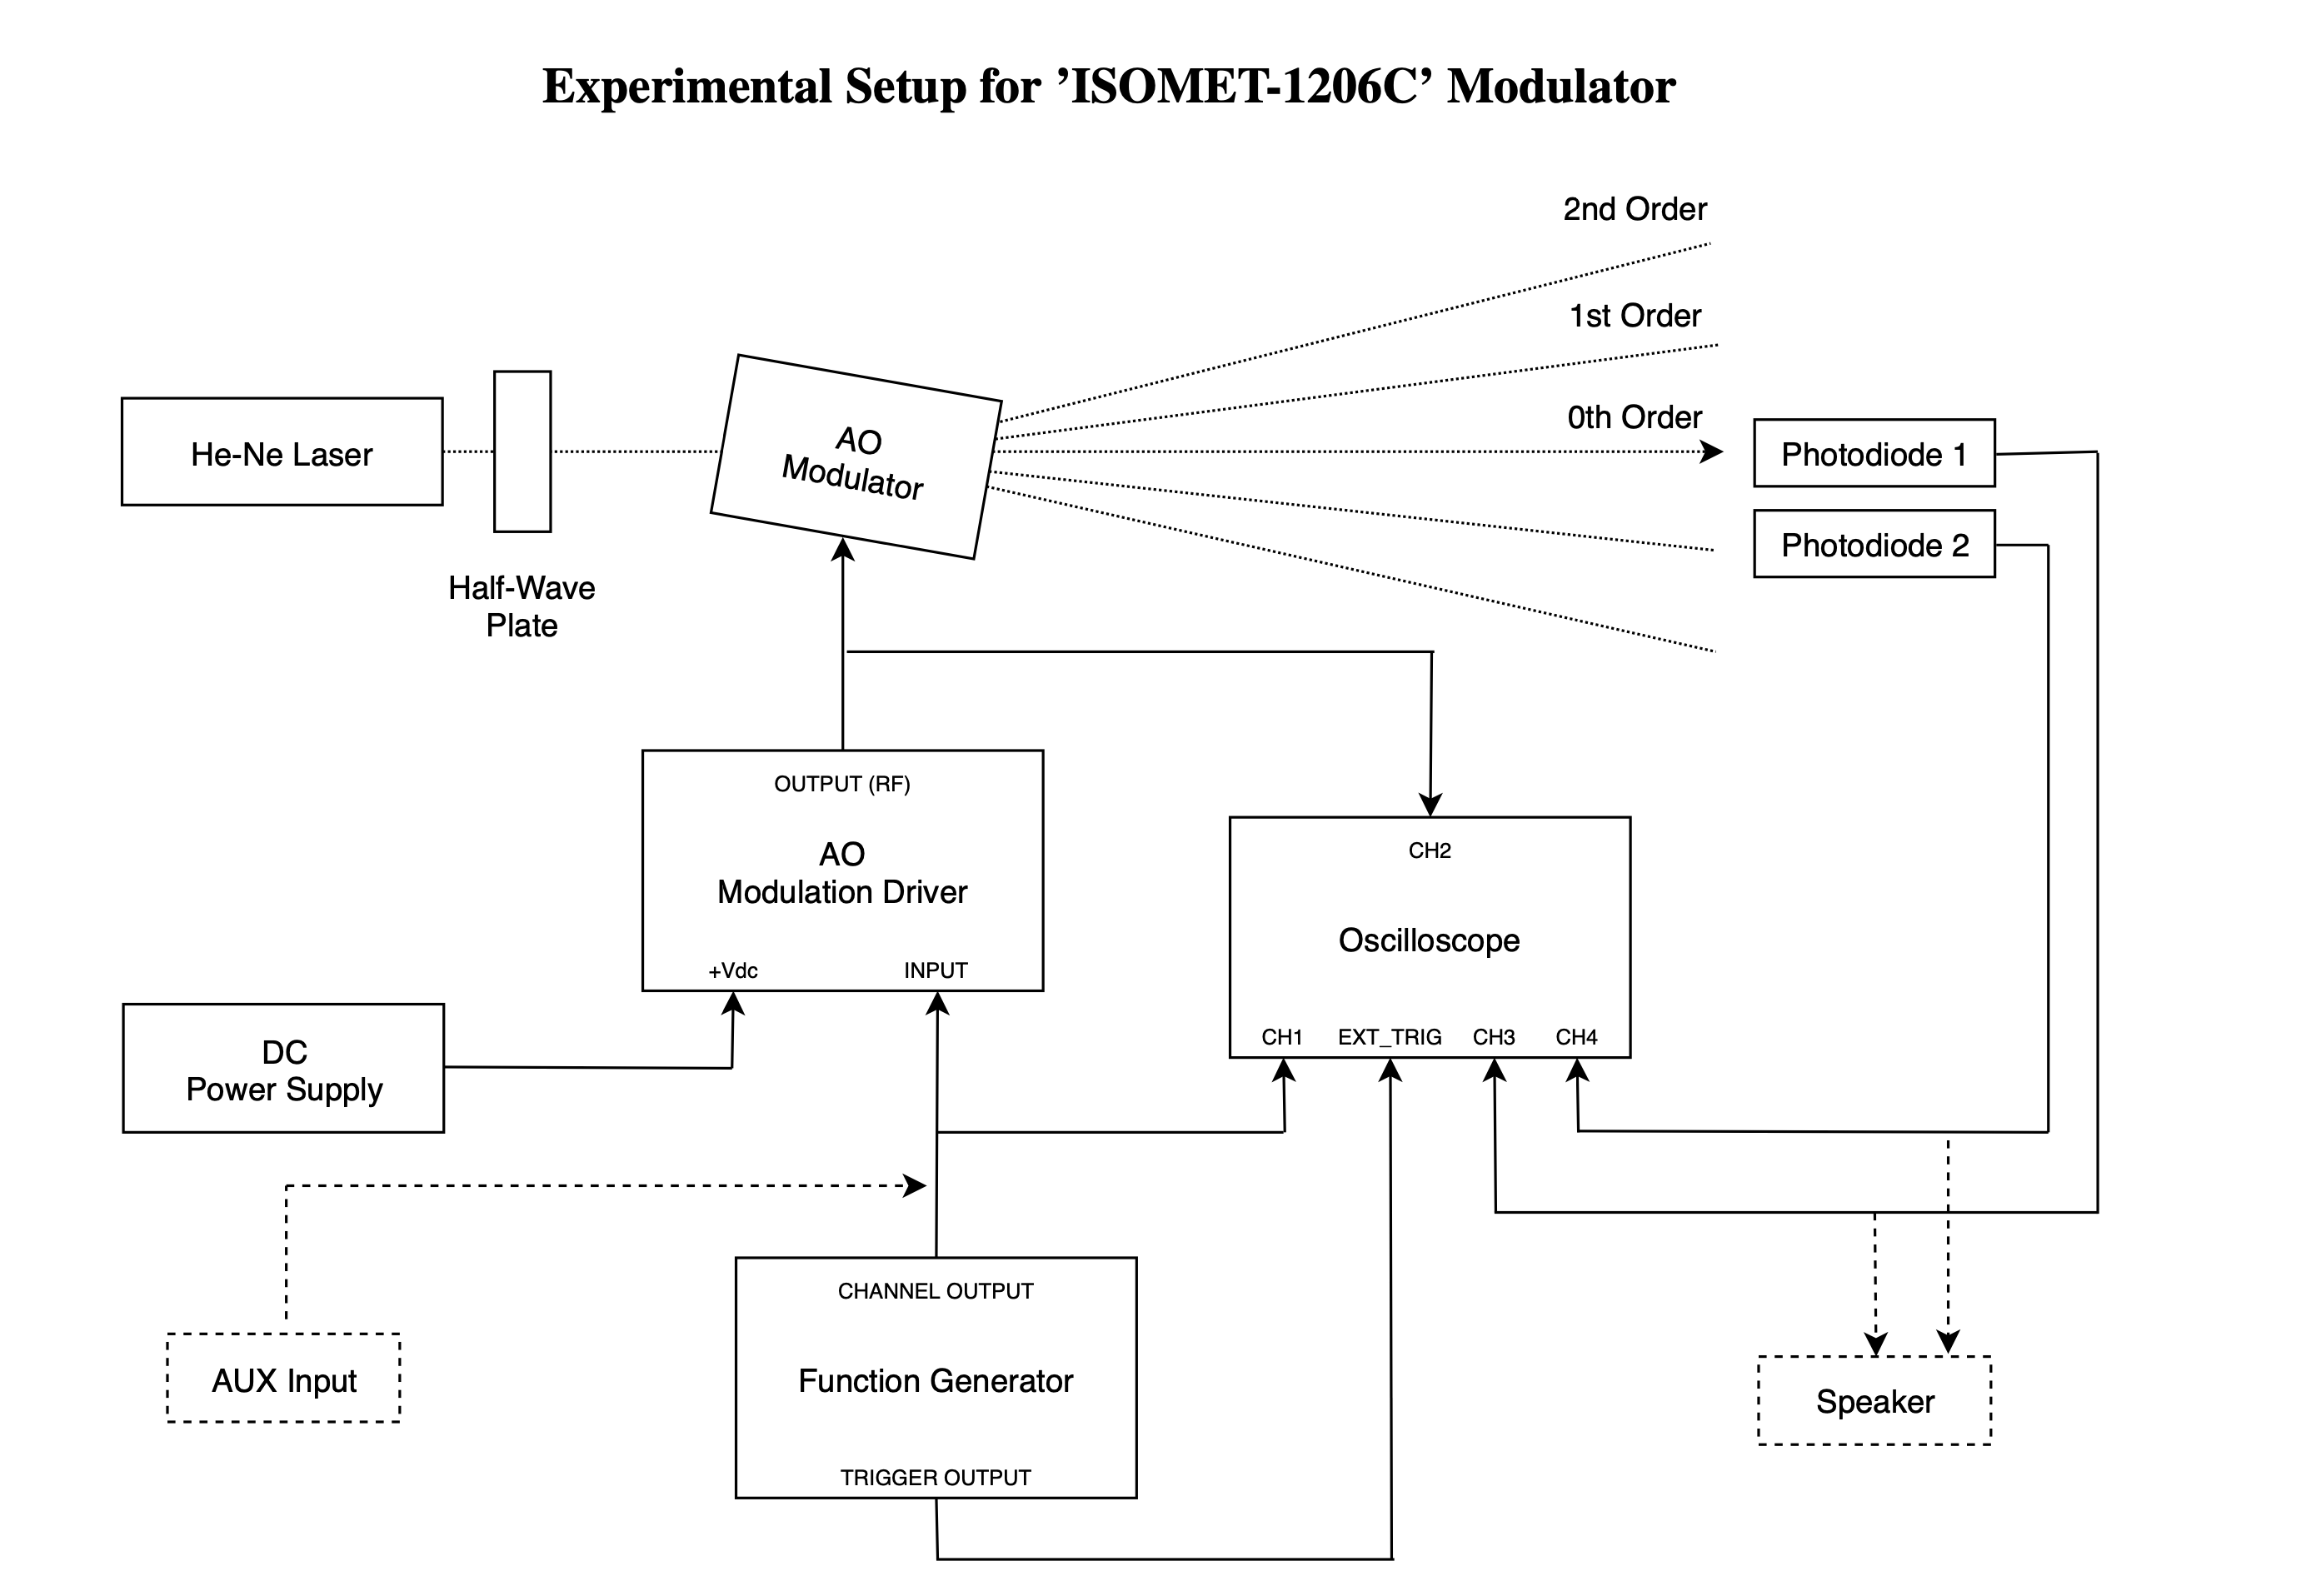 Experimental Setup for ’ISOMET-1206C’ Modulator
2nd Order
1st Order
0th Order
He-Ne Laser
AO
Modulator
Photodiode 1
Photodiode 2
Half-Wave
Plate
OUTPUT (RF)
AO
Modulation Driver
+Vdc
INPUT
CH2
Oscilloscope
CH1
EXT_TRIG
CH3
CH4
DC
Power Supply
CHANNEL OUTPUT
Function Generator
TRIGGER OUTPUT
AUX Input
Speaker